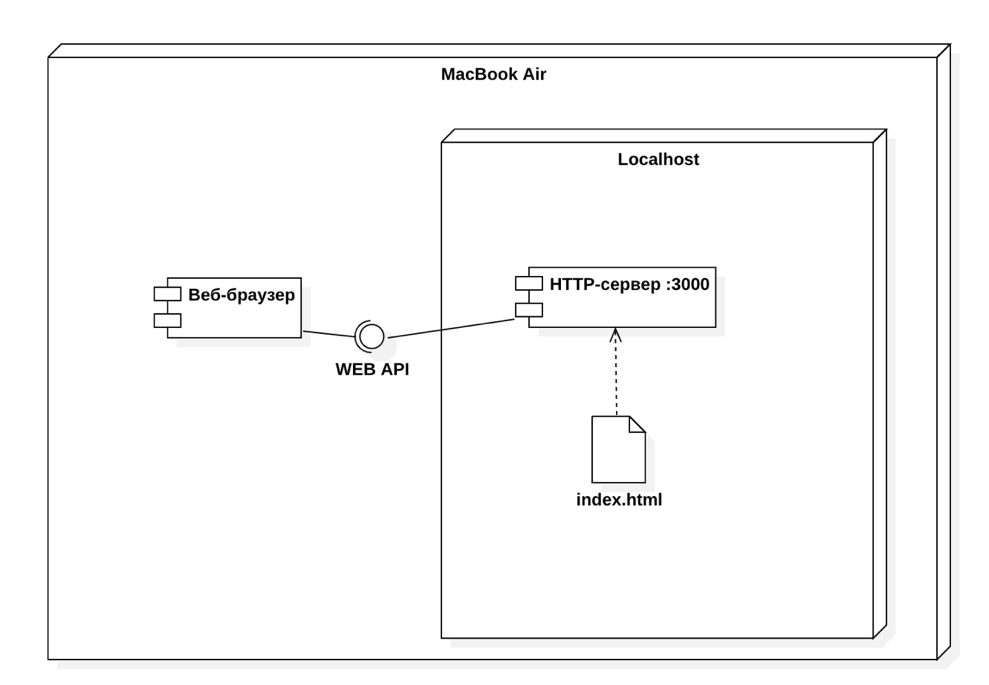 MacBook Air
Localhost
Веб-браузер
HTTP-сервер :3000
WEB API
index.html